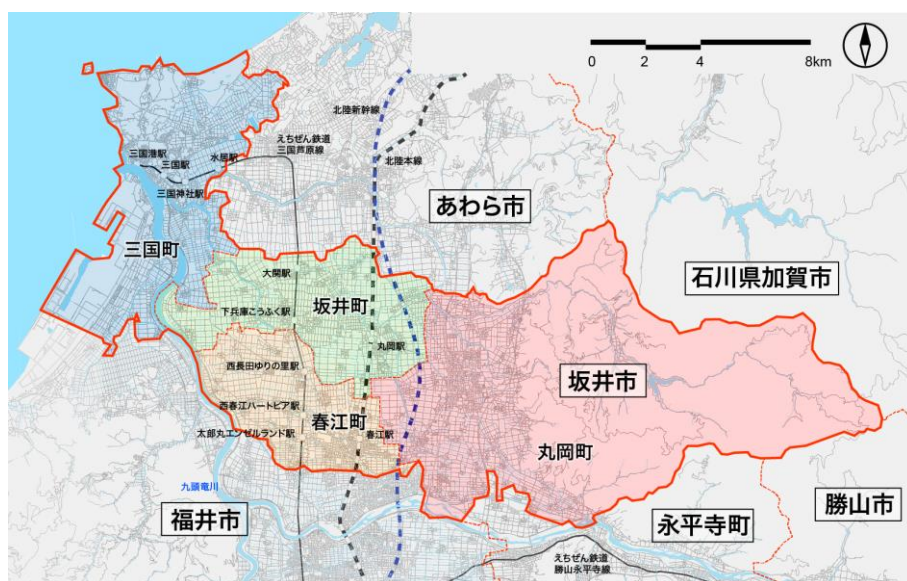 0 2 4 8km
北陸新幹線
えちぜん鉄道
三国芦原線
三国港駅
水居駅
三国駅
北陸本線
三国神社駅
あわら市
三国町
大関駅
石川県加賀市
坂井町
下兵庫こうふく駅
丸岡駅
西長田ゆりの里駅
坂井市
西春江ハートピア駅
春江町
春江駅
太郎丸エンゼルランド駅
丸岡町
九頭竜川
福井市
永平寺町
勝山市
えちぜん鉄道
勝山永平寺線